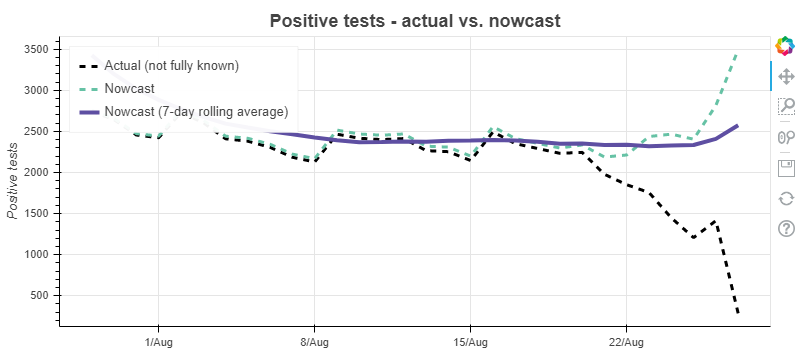 Positive tests - actual vs. nowcast
3500
3000
2500
2000
1500
1000
500
Positive tests
Actual (not fully known)
Nowcast
Nowcast (7-day rolling average)
1/Aug
8/Aug
15/Aug
22/Aug